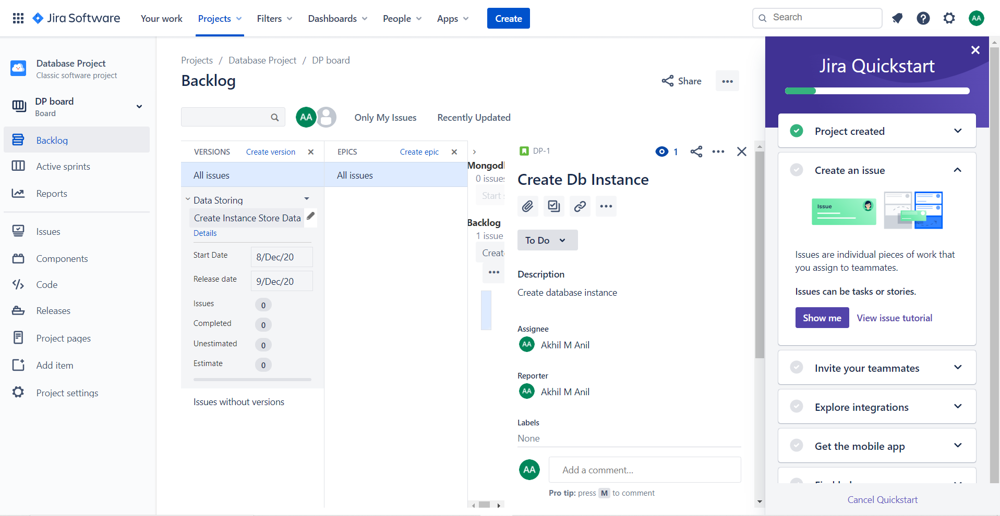 Jira Software
Your work
Projects
Filters
Dashboards
People
Apps
Create
Search
AA
Database Project
Classic software project
DP board
Board
Backlog
Active sprints
Reports
Issues
Components
Code
Releases
Project pages
Add item
Project settings
Projects / Database Project / DP board
Backlog
Share
AA
Only My Issues
Recently Updated
VERSIONS
Create version
All issues
Data Storing
Create Instance Store Data
Details
Start Date 8/Dec/20
Release date 9/Dec/20
Issues 0
Completed 0
Unestimated 0
Estimate 0
Issues without versions
EPICS
Create epic
All issues
0 issues
Start
Backlog
1 issue
DP-1
1
Create Db Instance
To Do
Description
Create database instance
Assignee
AA Akhil M Anil
Reporter
AA Akhil M Anil
Labels
None
AA
Add a comment...
Pro tip: press M to comment
Jira Quickstart
Project created
Create an issue
Issue
Issues are individual pieces of work that
you assign to teammates.
Issues can be tasks or stories.
Show me
View issue tutorial
Invite your teammates
Explore integrations
Get the mobile app
Cancel Quickstart